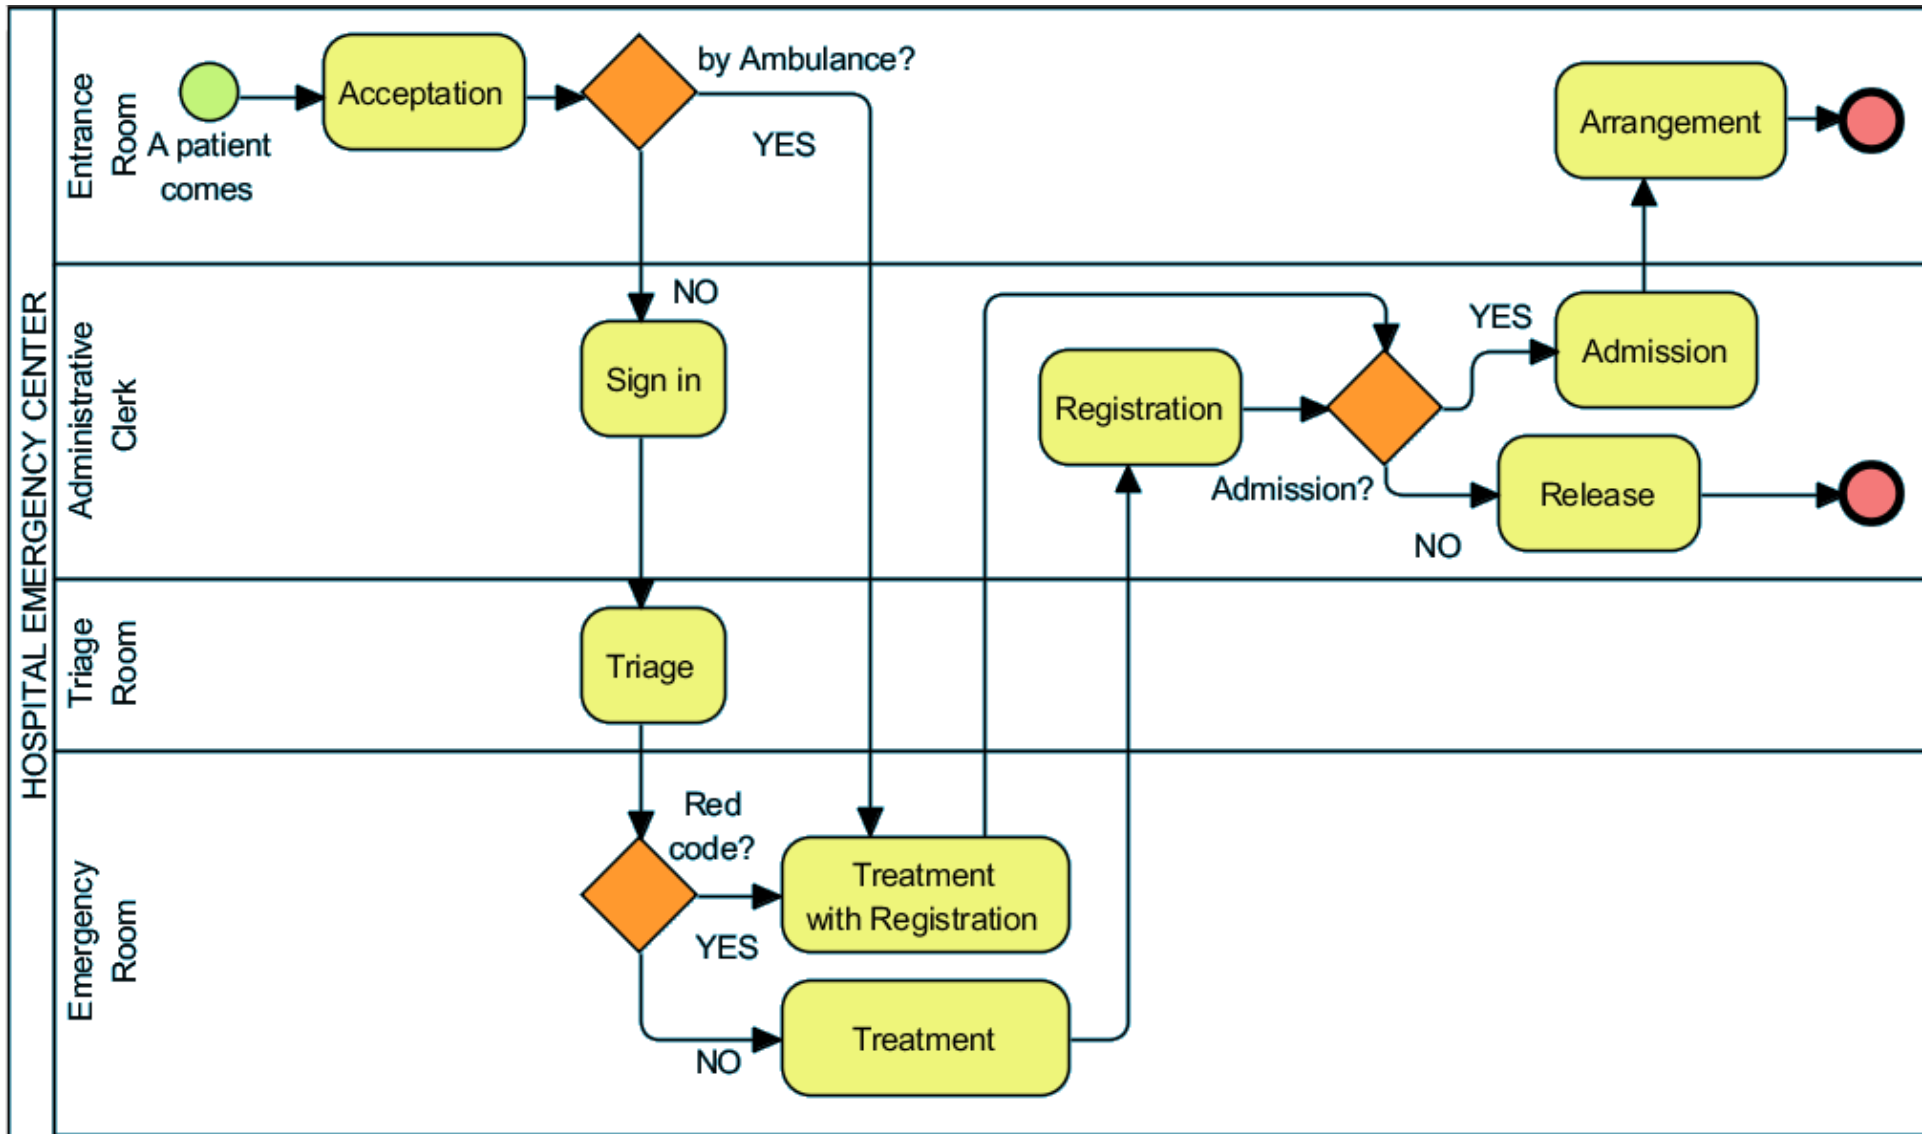 HOSPITAL EMERGENCY CENTER
Entrance
Room
A patient
comes
Acceptation
by Ambulance?
YES
NO
Arrangement
Administrative
Clerk
Sign in
Registration
Admission?
YES
Admission
NO
Release
Triage
Room
Triage
Emergency
Room
Red
code?
YES
NO
Treatment
with Registration
Treatment